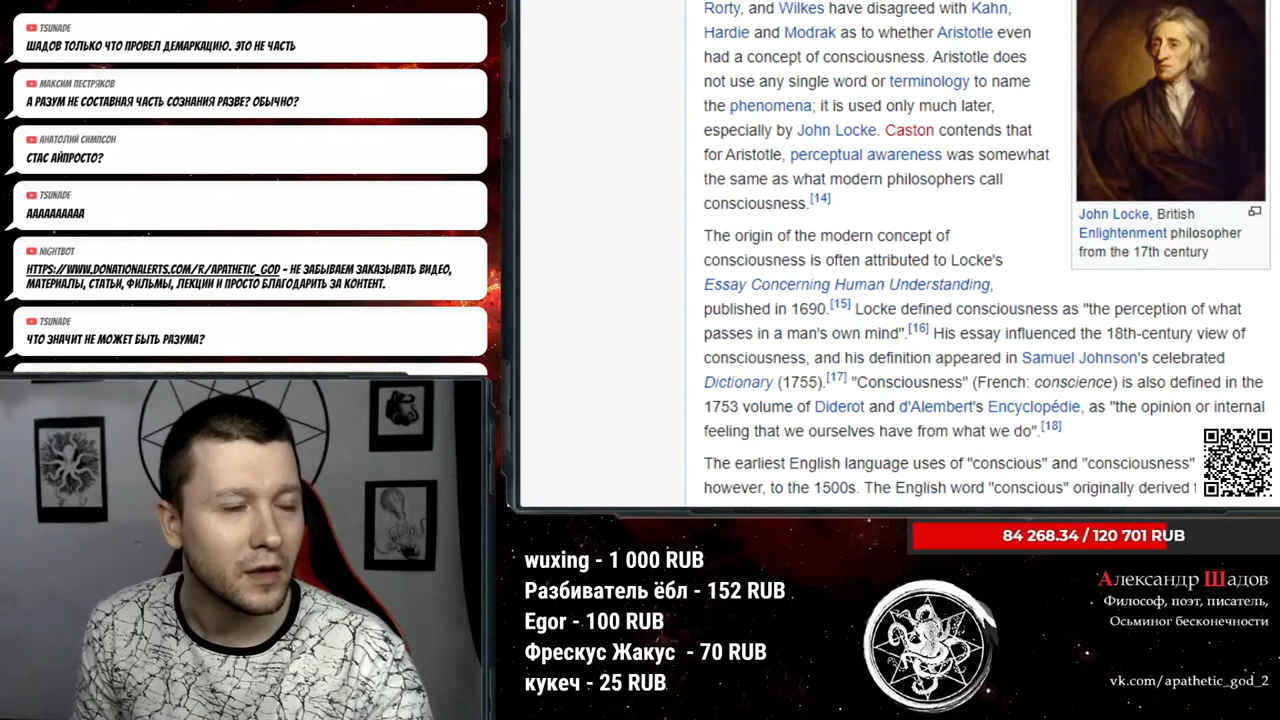 TSUNADE
ШАДОВ ТОЛЬКО ЧТО ПРОВЕЛ ДЕМАРКАЦИЮ. ЭТО НЕ ЧАСТЬ
МАКСИМ ПЕСТРЯКОВ
А РАЗУМ НЕ СОСТАВНАЯ ЧАСТЬ СОЗНАНИЯ РАЗВЕ? ОБЫЧНО?
АНАТОЛИЙ СИМПСОН
СТАС АЙПРОСТО?
TSUNADE
АААААААААА
NIGHTBOT
HTTPS://WWW.DONATIONALERTS.COM/R/APATHETIC_GOD - НЕ ЗАБЫВАЕМ ЗАКАЗЫВАТЬ ВИДЕО,
МАТЕРИАЛЫ, СТАТЬИ, ФИЛЬМЫ, ЛЕКЦИИ И ПРОСТО БЛАГОДАРИТЬ ЗА КОНТЕНТ.
TSUNADE
ЧТО ЗНАЧИТ НЕ МОЖЕТ БЫТЬ РАЗУМА?
Rorty, and Wilkes have disagreed with Kahn,
Hardie and Modrak as to whether Aristotle even
had a concept of consciousness. Aristotle does
not use any single word or terminology to name
the phenomena; it is used only much later,
especially by John Locke. Caston contends that
for Aristotle, perceptual awareness was somewhat
the same as what modern philosophers call
consciousness.[14]
John Locke, British
Enlightenment philosopher
from the 17th century
The origin of the modern concept of
consciousness is often attributed to Locke's
Essay Concerning Human Understanding,
published in 1690.[15] Locke defined consciousness as "the perception of what
passes in a man's own mind".[16] His essay influenced the 18th-century view of
consciousness, and his definition appeared in Samuel Johnson's celebrated
Dictionary (1755).[17] "Consciousness" (French: conscience) is also defined in the
1753 volume of Diderot and d'Alembert's Encyclopédie, as "the opinion or internal
feeling that we ourselves have from what we do".[18]
The earliest English language uses of "conscious" and "consciousness"
however, to the 1500s. The English word "conscious" originally derived
84 268.34 / 120 701 RUB
wuxing - 1 000 RUB
Разбиватель ёбл - 152 RUB
Egor - 100 RUB
Фрескус Жакус - 70 RUB
кукеч - 25 RUB
Александр Шадов
Философ, поэт, писатель,
Осьминог бесконечности
vk.com/apathetic_god_2